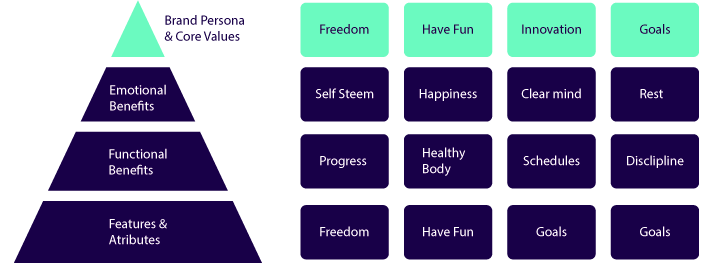 Brand Persona
& Core Values
Freedom
Have Fun
Innovation
Goals
Emotional
Benefits
Self Steem
Happiness
Clear mind
Rest
Functional
Benefits
Progress
Healthy
Body
Schedules
Disclipline
Features &
Atributes
Freedom
Have Fun
Goals
Goals